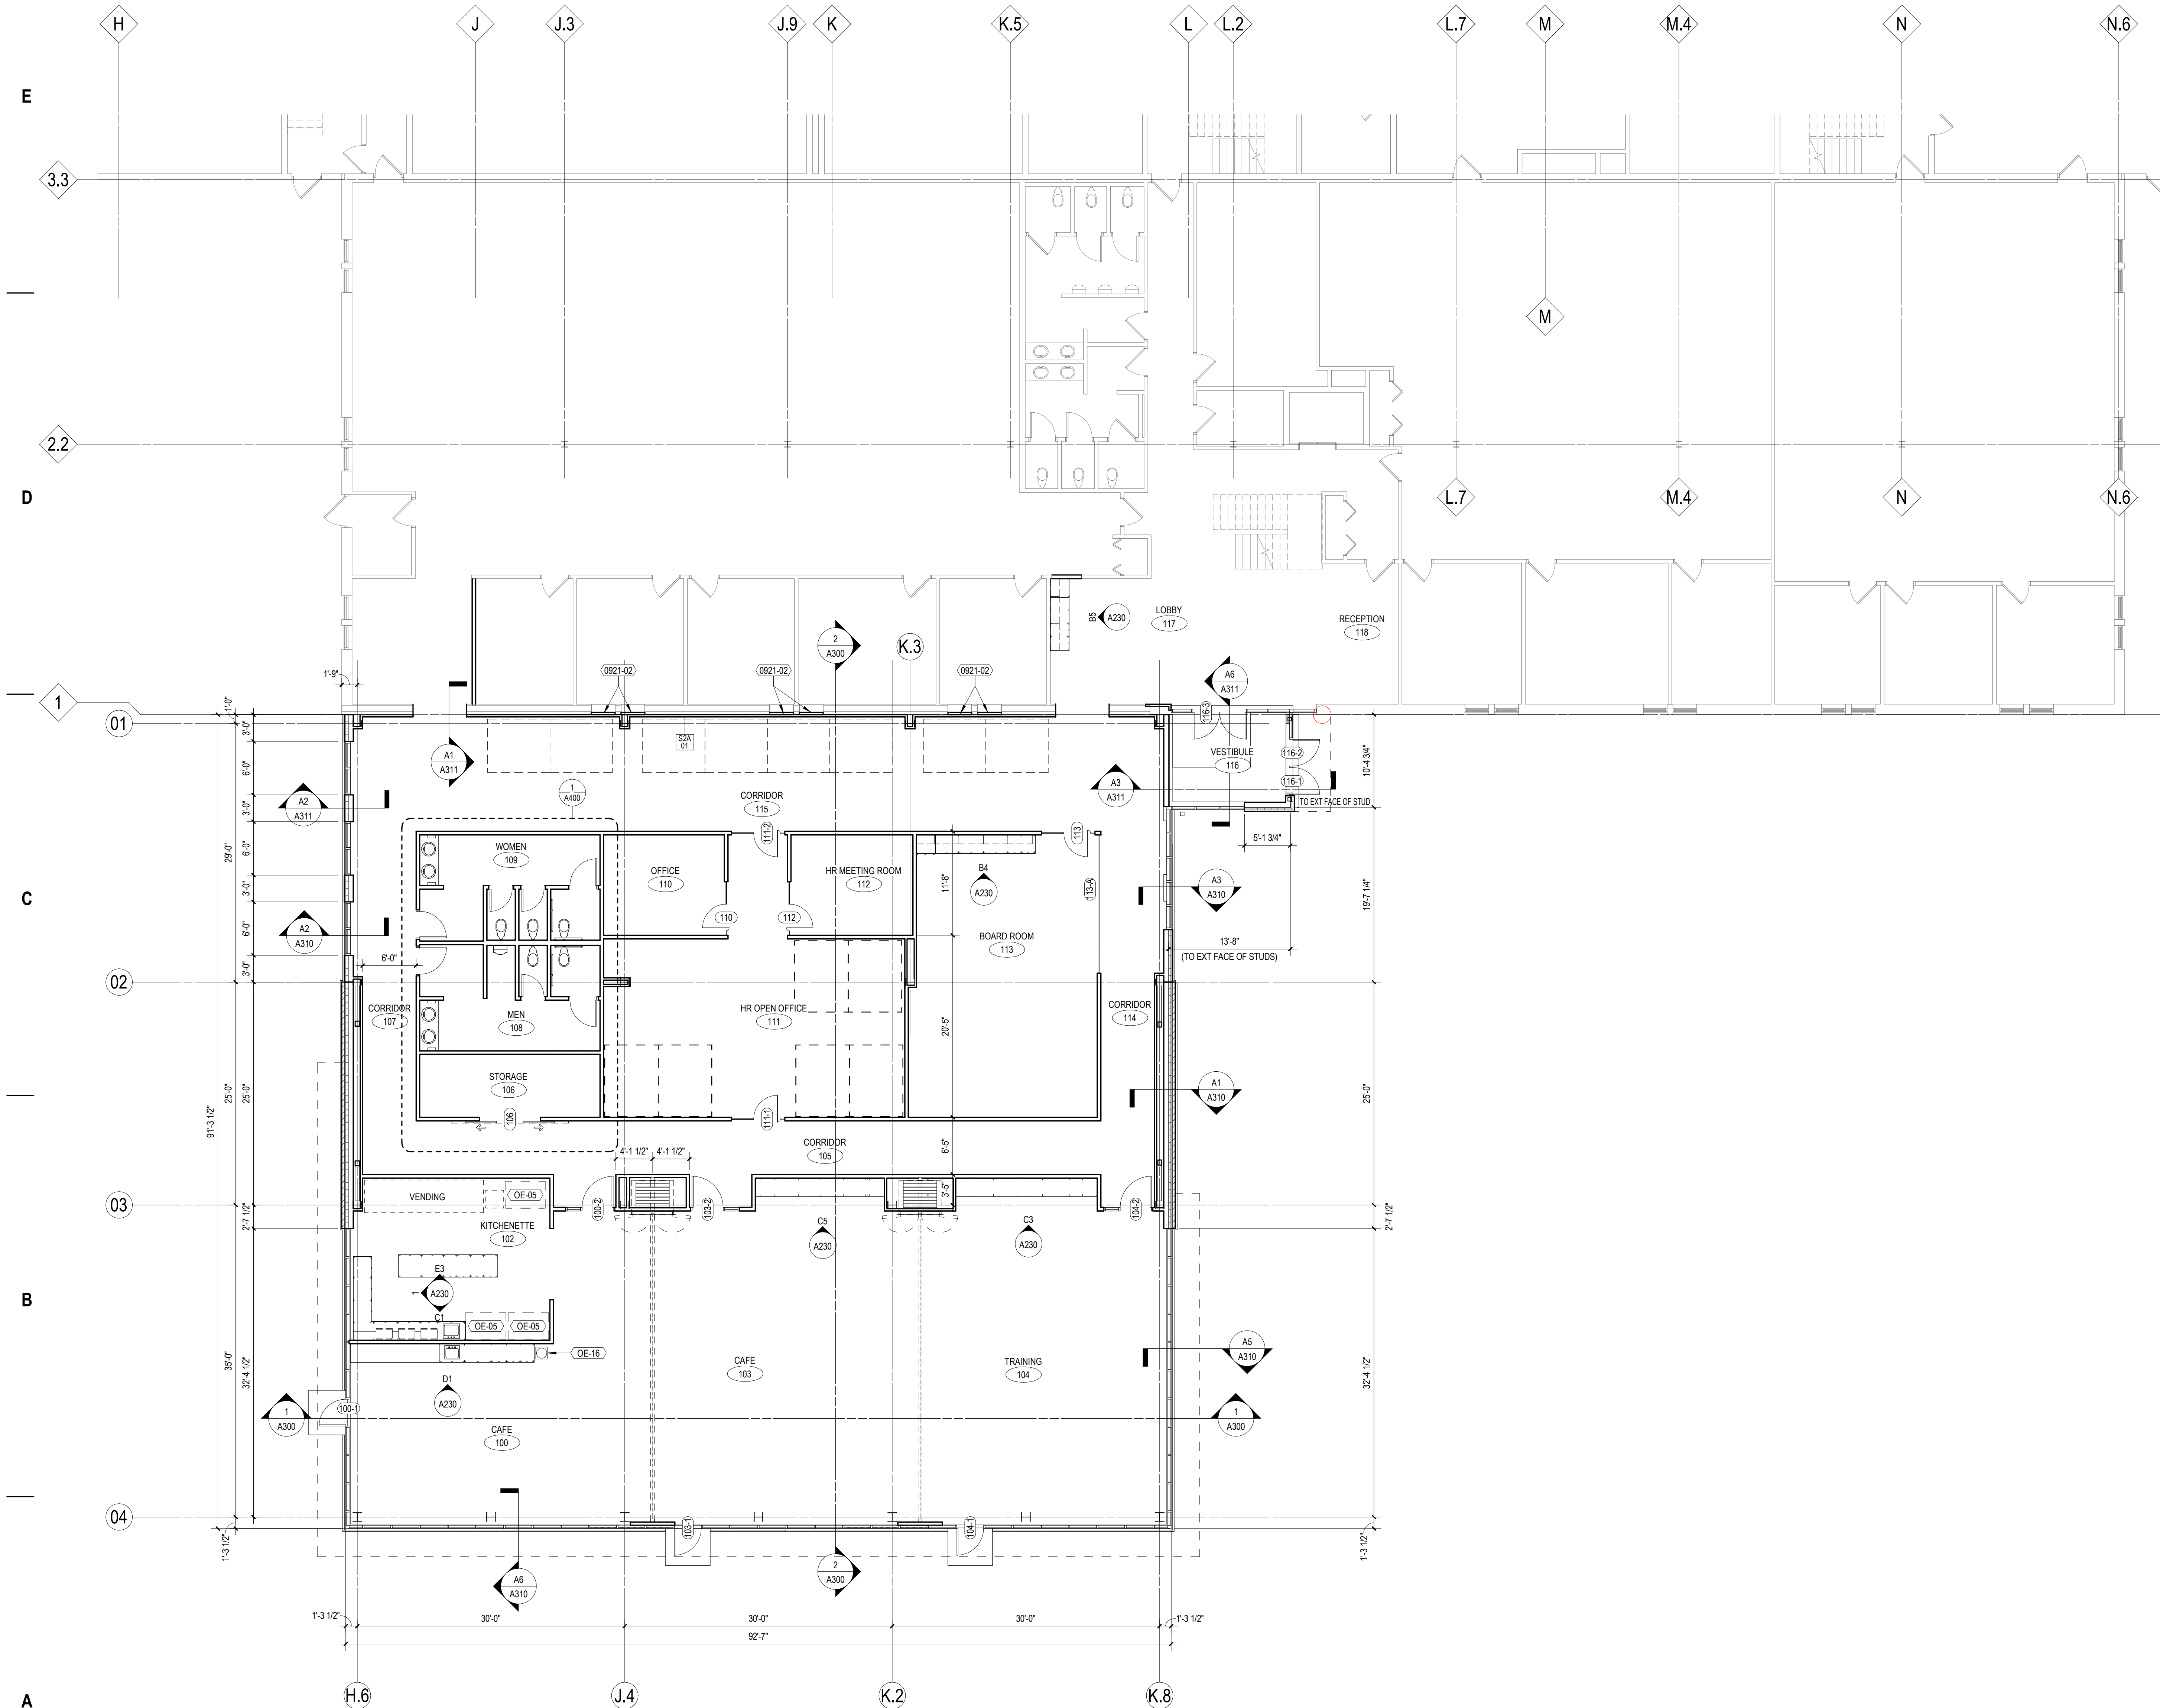 H
J
J.3
J.9
K
K.5
L
L.2
L.7
M
M.4
N
N.6
E
3.3
M
2.2
D
L.7
M.4
N
N.6
B5
A230
LOBBY
117
RECEPTION
118
2
A300
K.3
0921-02
0921-02
0921-02
A6
A311
1'-9"
1
1'-0"
01
3'-0"
116-3
S2A
01
VESTIBULE
116
116-2
116-1
10'-4 3/4"
A1
A311
6'-0"
A2
A311
3'-0"
1
A400
CORRIDOR
115
A3
A311
TO EXT FACE OF STUD
5'-1 3/4"
111-2
113
29'-0"
6'-0"
WOMEN
109
OFFICE
110
HR MEETING ROOM
112
B4
A230
11'-8"
113-A
A3
A310
19'-7 1/4"
C
3'-0"
A2
A310
6'-0"
110
112
BOARD ROOM
113
13'-8"
(TO EXT FACE OF STUDS)
6'-0"
3'-0"
02
CORRIDOR
107
MEN
108
HR OPEN OFFICE
111
20'-5"
CORRIDOR
114
STORAGE
106
A1
A310
25'-0"
25'-0"
25'-0"
91'-3 1/2"
106
111-1
CORRIDOR
105
6'-5"
4'-1 1/2"
4'-1 1/2"
VENDING
OE-05
3'-5"
03
100-2
103-2
104-2
2'-7 1/2"
2'-7 1/2"
KITCHENETTE
102
C5
A230
C3
A230
E3
1
A230
C1
B
OE-05
OE-05
OE-16
35'-0"
32'-4 1/2"
32'-4 1/2"
CAFE
103
TRAINING
104
A5
A310
D1
A230
1
A300
100-1
1
A300
CAFE
100
04
103-1
104-1
1'-3 1/2"
1'-3 1/2"
A6
A310
2
A300
1'-3 1/2"
30'-0"
30'-0"
30'-0"
1'-3 1/2"
92'-7"
A
H.6
J.4
K.2
K.8